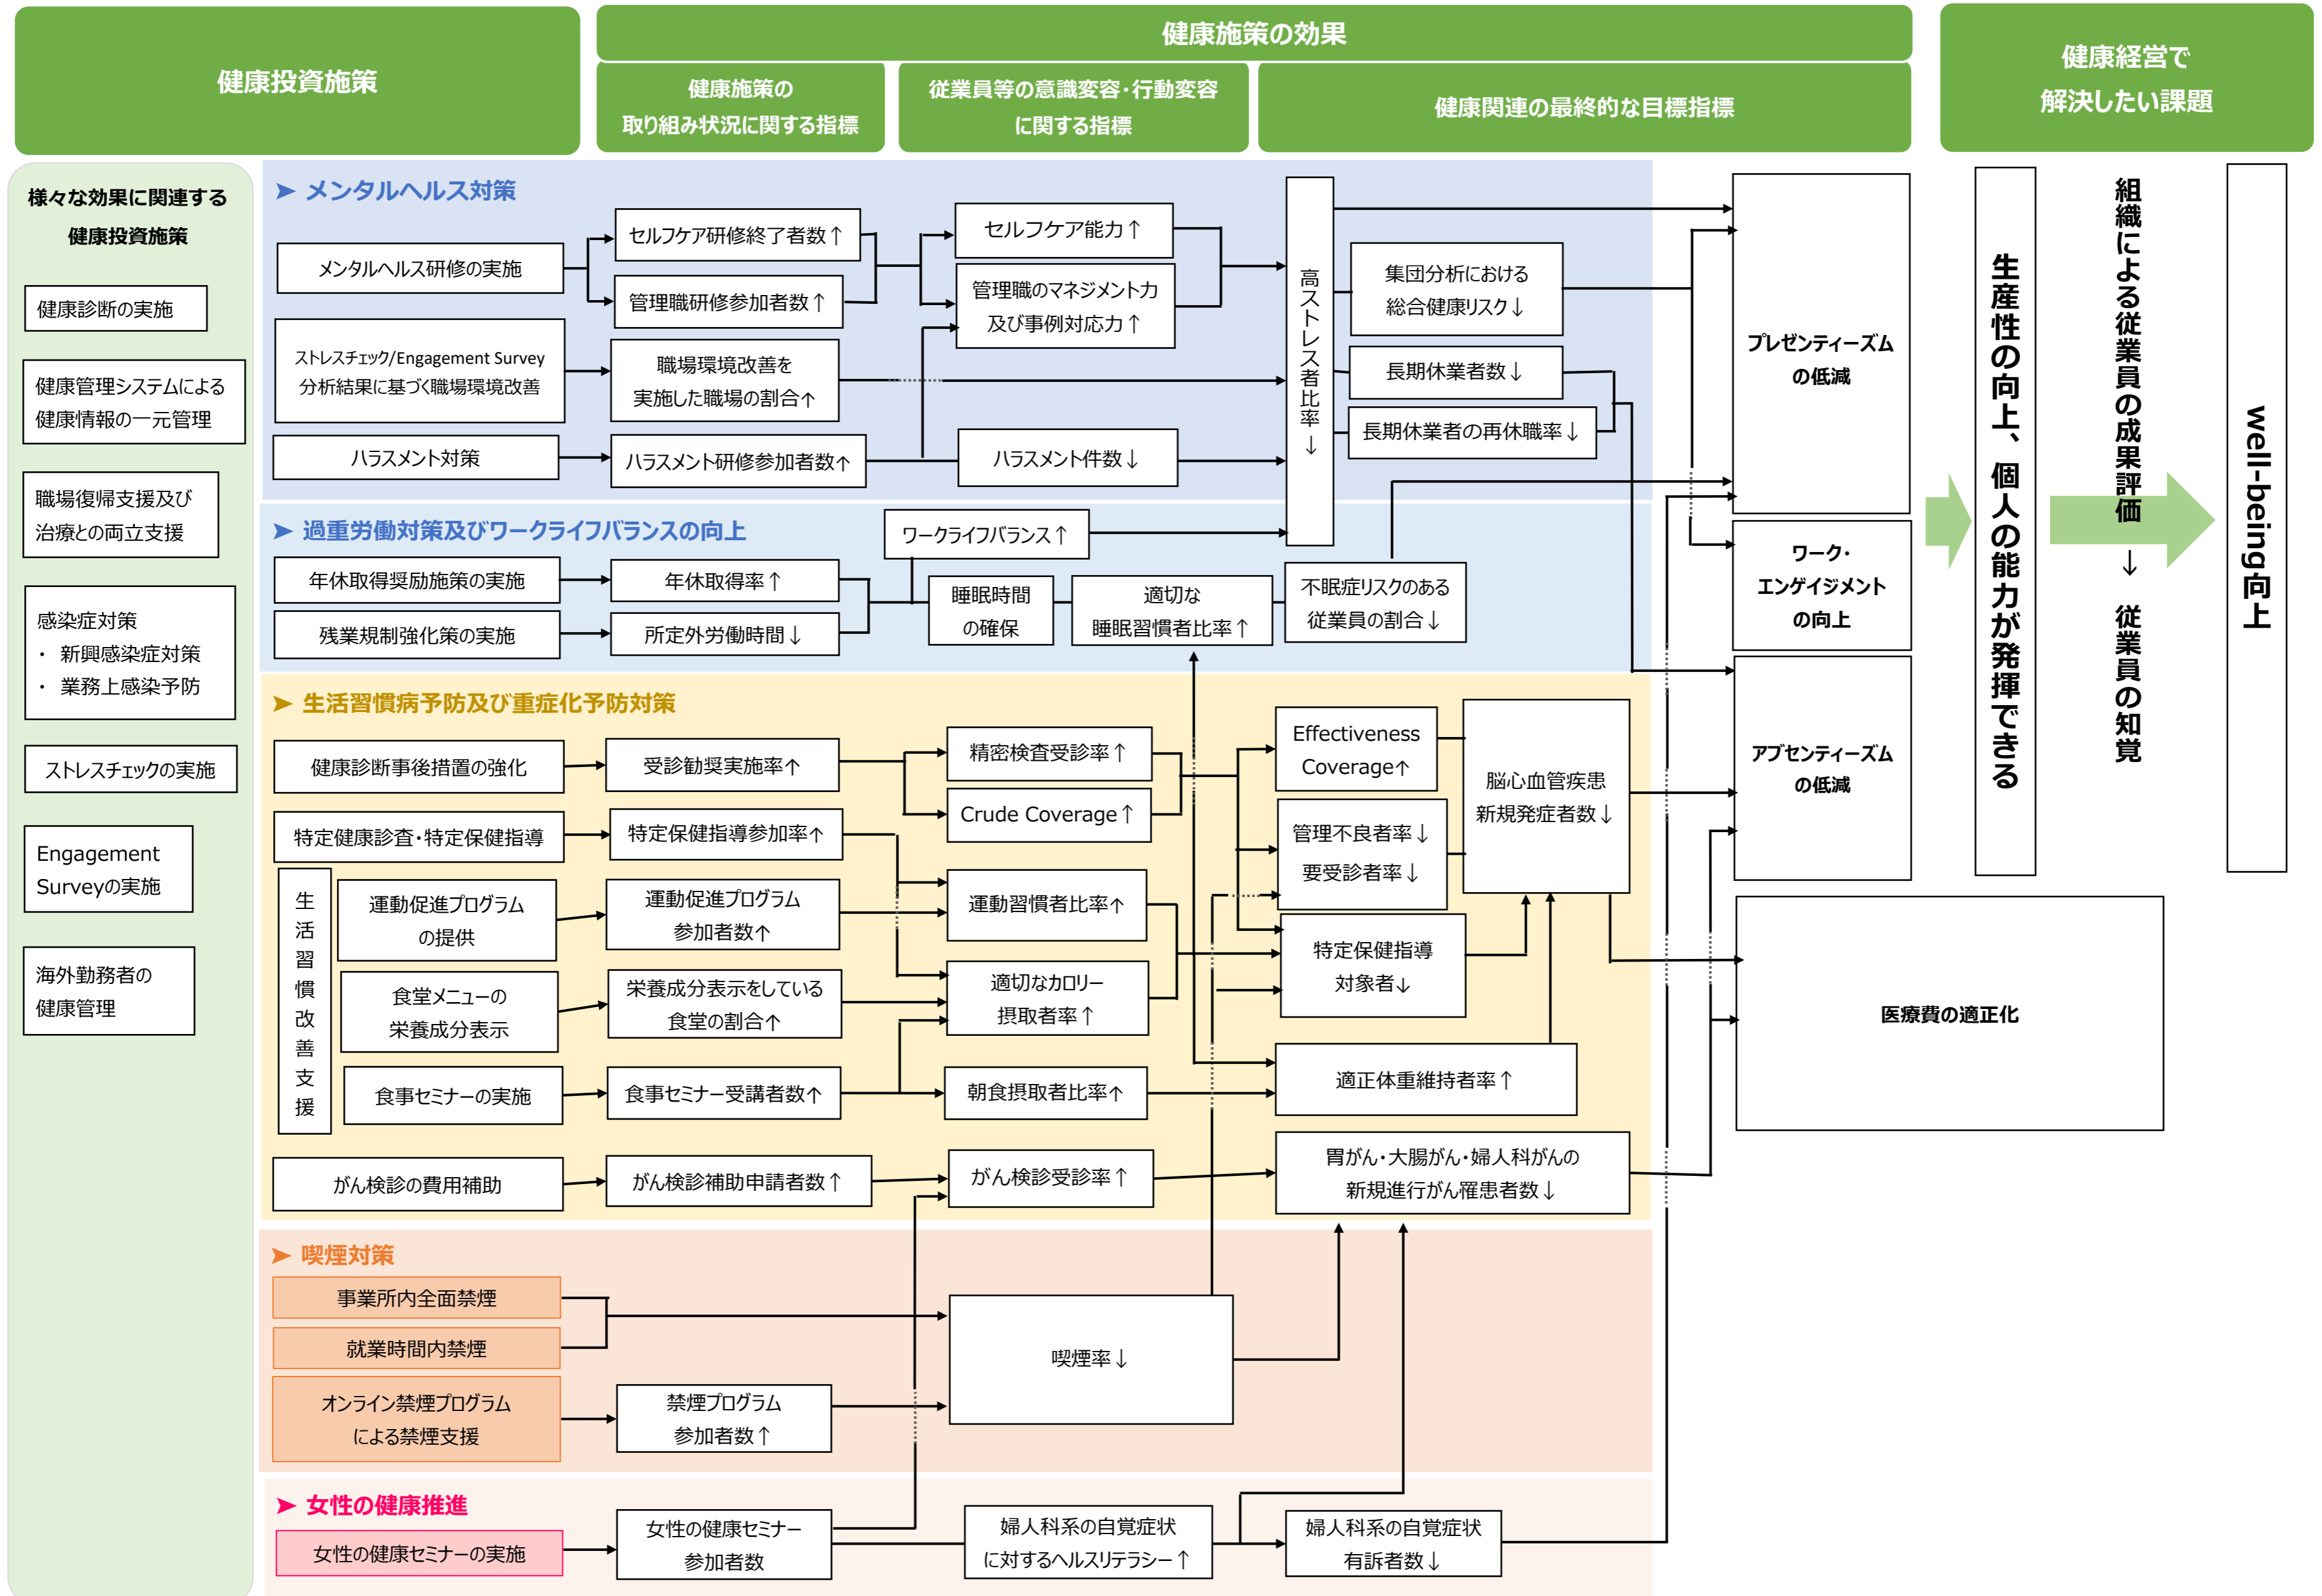 健康投資施策
健康施策の効果
健康施策の
取り組み状況に関する指標
従業員等の意識変容・行動変容
に関する指標
健康関連の最終的な目標指標
健康経営で
解決したい課題
様々な効果に関連する
健康投資施策
健康診断の実施
健康管理システムによる
健康情報の一元管理
職場復帰支援及び
治療との両立支援
感染症対策
・ 新興感染症対策
・ 業務上感染予防
ストレスチェックの実施
Engagement
Surveyの実施
海外勤務者の
健康管理
➤ メンタルヘルス対策
メンタルヘルス研修の実施
セルフケア研修終了者数↑
管理職研修参加者数↑
セルフケア能力↑
管理職のマネジメント力
及び事例対応力↑
ストレスチェック/Engagement Survey
分析結果に基づく職場環境改善
職場環境改善を
実施した職場の割合↑
ハラスメント対策
ハラスメント研修参加者数↑
ハラスメント件数↓
高ストレス者比率↓
集団分析における
総合健康リスク↓
長期休業者数↓
長期休業者の再休職率↓
➤ 過重労働対策及びワークライフバランスの向上
ワークライフバランス↑
年休取得奨励施策の実施
年休取得率↑
残業規制強化策の実施
所定外労働時間↓
睡眠時間
の確保
適切な
睡眠習慣者比率↑
不眠症リスクのある
従業員の割合↓
➤ 生活習慣病予防及び重症化予防対策
健康診断事後措置の強化
受診勧奨実施率↑
精密検査受診率↑
Crude Coverage↑
Effectiveness
Coverage↑
脳心血管疾患
新規発症者数↓
特定健康診査・特定保健指導
特定保健指導参加率↑
管理不良者率↓
要受診者率↓
生活習慣改善支援
運動促進プログラム
の提供
運動促進プログラム
参加者数↑
運動習慣者比率↑
特定保健指導
対象者↓
食堂メニューの
栄養成分表示
栄養成分表示をしている
食堂の割合↑
適切なカロリー
摂取者率↑
食事セミナーの実施
食事セミナー受講者数↑
朝食摂取者比率↑
適正体重維持者率↑
がん検診の費用補助
がん検診補助申請者数↑
がん検診受診率↑
胃がん・大腸がん・婦人科がんの
新規進行がん罹患者数↓
➤ 喫煙対策
事業所内全面禁煙
就業時間内禁煙
オンライン禁煙プログラム
による禁煙支援
禁煙プログラム
参加者数↑
喫煙率↓
➤ 女性の健康推進
女性の健康セミナーの実施
女性の健康セミナー
参加者数
婦人科系の自覚症状
に対するヘルスリテラシー↑
婦人科系の自覚症状
有訴者数↓
プレゼンティーズム
の低減
ワーク・
エンゲイジメント
の向上
アブセンティーズム
の低減
医療費の適正化
生産性の向上、個人の能力が発揮できる
組織による従業員の成果評価 ↓ 従業員の知覚
well-being向上